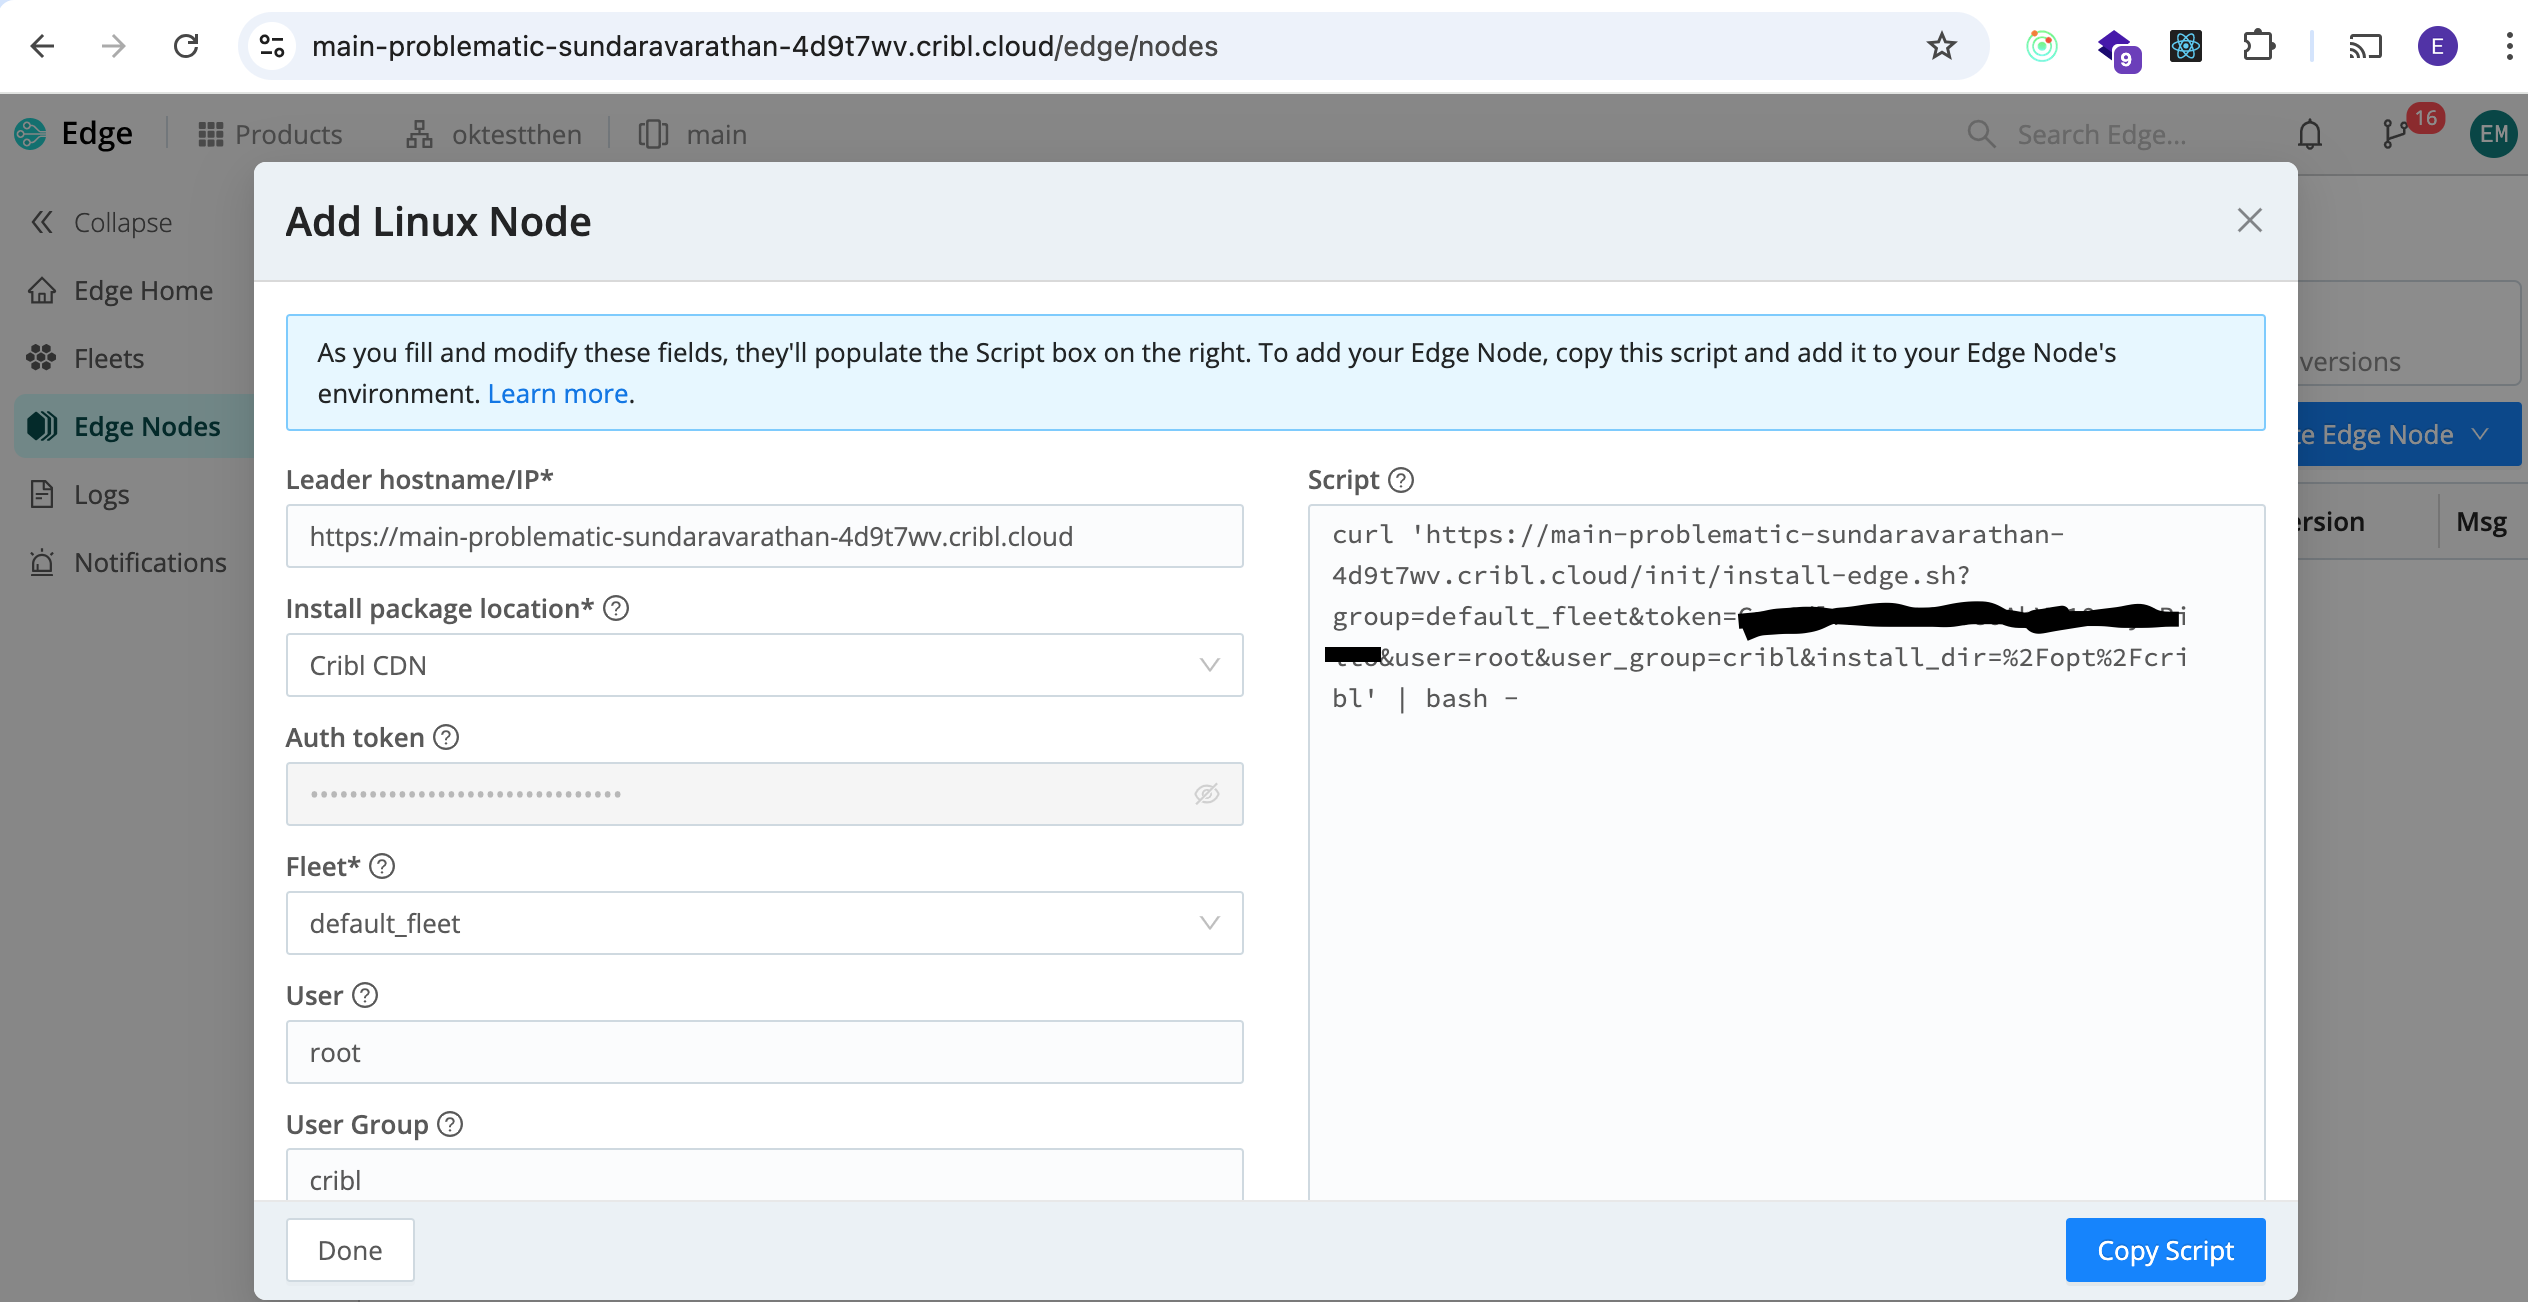 main-problematic-sundaravarathan-4d9t7wv.cribl.cloud/edge/nodes
9
E
Edge
Products
oktestthen
main
Search Edge...
16
EM
Collapse
Edge Home
Fleets
Edge Nodes
Logs
Notifications
Add Linux Node
As you fill and modify these fields, they'll populate the Script box on the right. To add your Edge Node, copy this script and add it to your Edge Node's
environment. Learn more.
Leader hostname/IP*
https://main-problematic-sundaravarathan-4d9t7wv.cribl.cloud
Install package location* ?
Cribl CDN
Auth token ?
Fleet* ?
default_fleet
User ?
root
User Group ?
cribl
Script ?
curl 'https://main-problematic-sundaravarathan-
4d9t7wv.cribl.cloud/init/install-edge.sh?
group=default_fleet&token=
&user=root&user_group=cribl&install_dir=%2Fopt%2Fcri
bl' | bash -
versions
Edge Node
Msg
Done
Copy Script